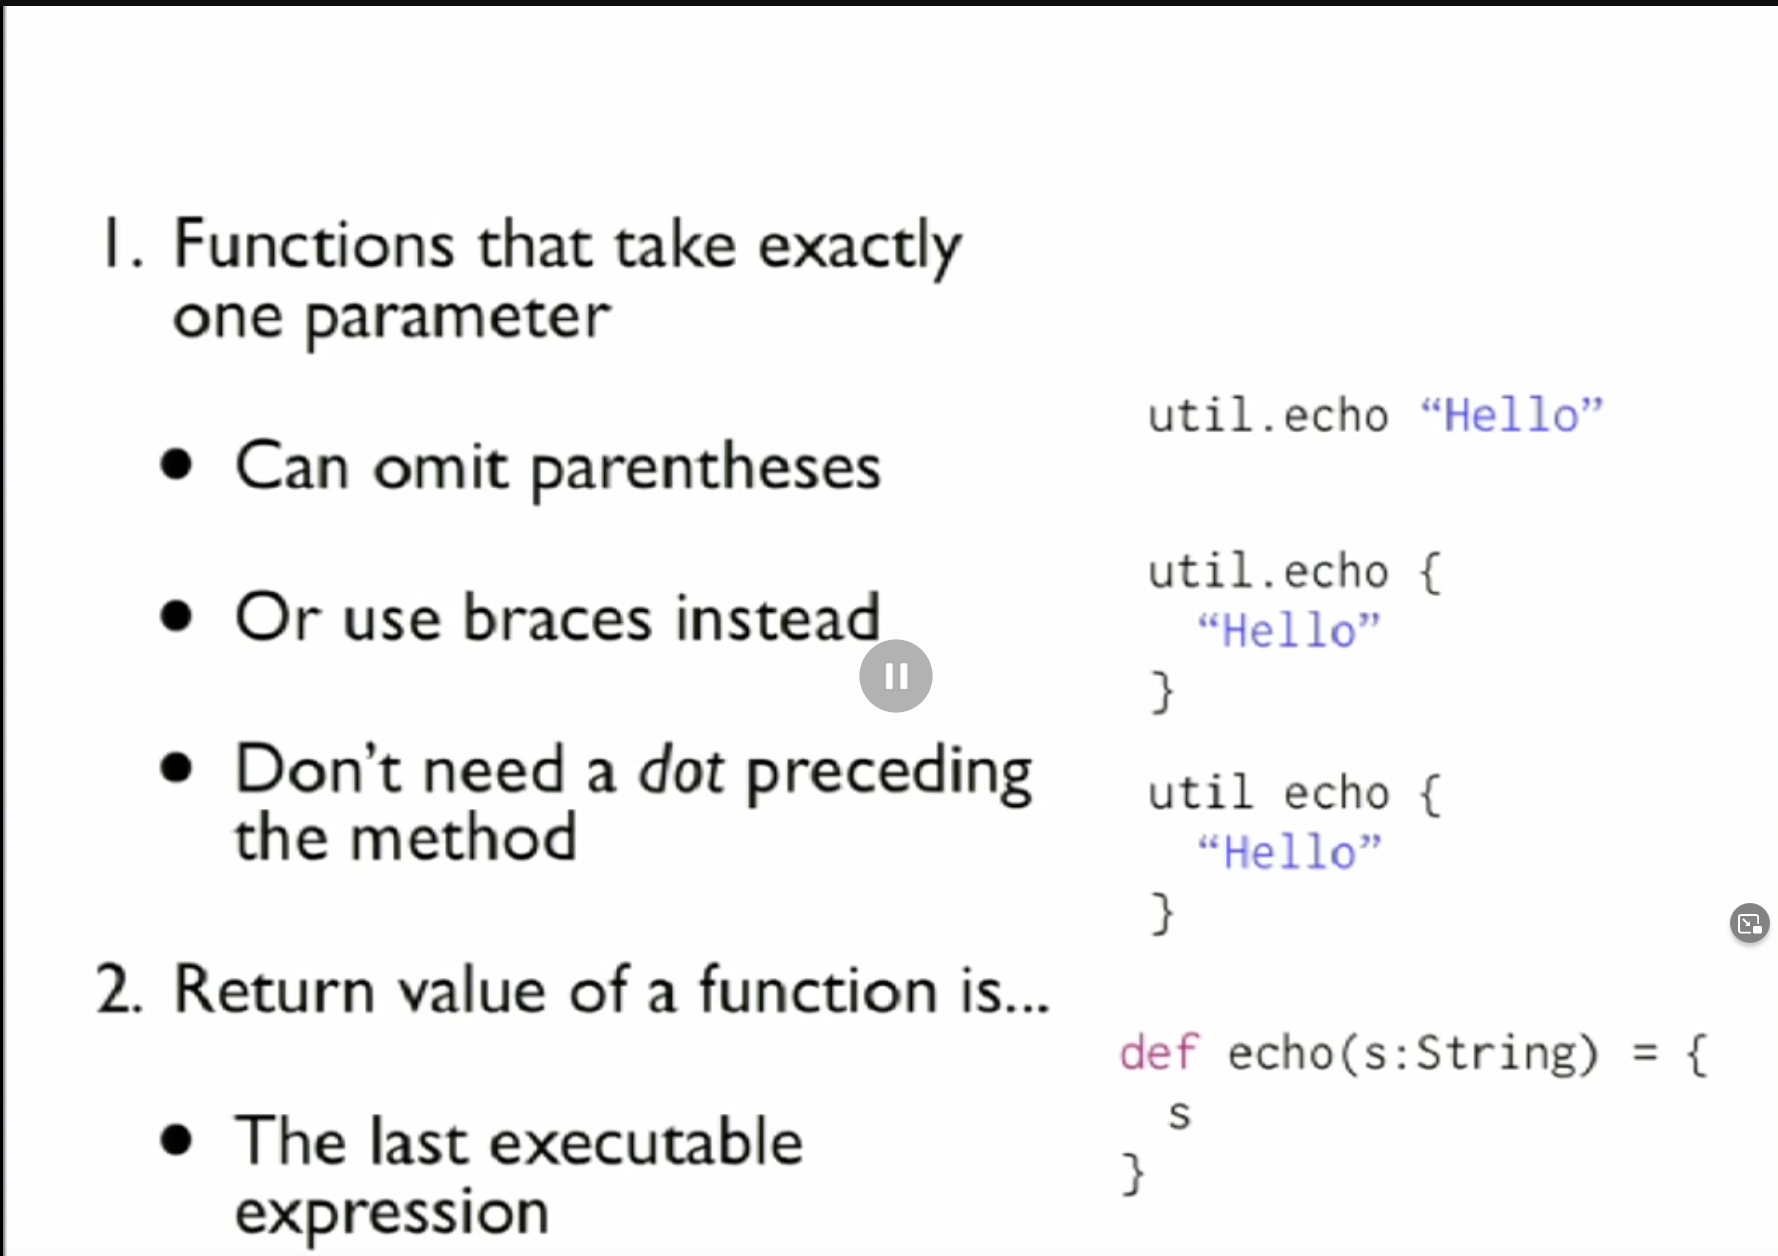 1. Functions that take exactly
one parameter
• Can omit parentheses
util.echo “Hello”
• Or use braces instead
util.echo {
“Hello”
}
• Don’t need a dot preceding
the method
util echo {
“Hello”
}
2. Return value of a function is...
• The last executable
expression
def echo(s:String) = {
s
}